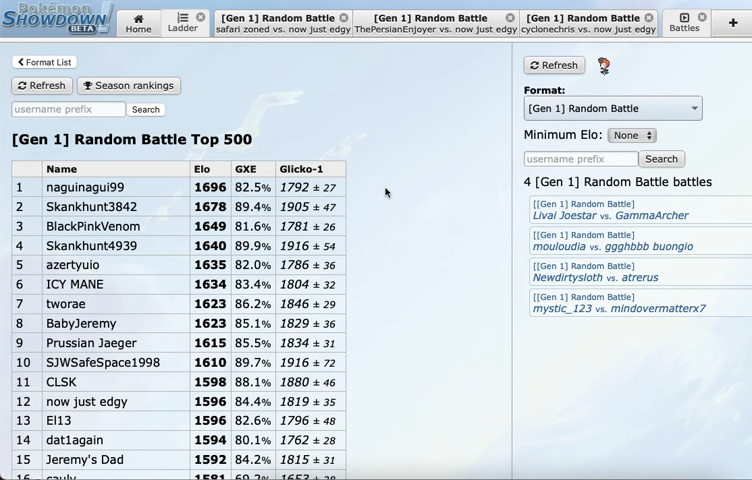 Pokémon
SHOWDOWN
BETA
Home
Ladder
[Gen 1] Random Battle
safari zoned vs. now just edgy
[Gen 1] Random Battle
ThePersianEnjoyer vs. now just edgy
[Gen 1] Random Battle
cyclonechris vs. now just edgy
Battles
Format List
Refresh
Season rankings
username prefix
Search
[Gen 1] Random Battle Top 500
Name Elo GXE Glicko-1
1 naguinagui99 1696 82.5% 1792 ± 27
2 Skankhunt3842 1678 89.4% 1905 ± 47
3 BlackPinkVenom 1649 81.6% 1781 ± 26
4 Skankhunt4939 1640 89.9% 1916 ± 54
5 azertyuio 1635 82.0% 1786 ± 36
6 ICY MANE 1634 83.4% 1804 ± 32
7 tworae 1623 86.2% 1846 ± 29
8 BabyJeremy 1623 85.1% 1829 ± 36
9 Prussian Jaeger 1615 85.5% 1834 ± 31
10 SJWSafeSpace1998 1610 89.7% 1916 ± 72
11 CLSK 1598 88.1% 1880 ± 46
12 now just edgy 1596 84.4% 1819 ± 35
13 El13 1596 82.6% 1796 ± 48
14 dat1again 1594 80.1% 1762 ± 28
15 Jeremy's Dad 1592 84.2% 1815 ± 31
16 cauly 1581 69.2% 1653 ± 28
Refresh
Format:
[Gen 1] Random Battle
Minimum Elo: None
username prefix
Search
4 [Gen 1] Random Battle battles
[[Gen 1] Random Battle]
Livai Joestar vs. GammaArcher
[[Gen 1] Random Battle]
mouloudia vs. ggghbbb buongio
[[Gen 1] Random Battle]
Newdirtysloth vs. atrerus
[[Gen 1] Random Battle]
mystic_123 vs. mindovermatterx7